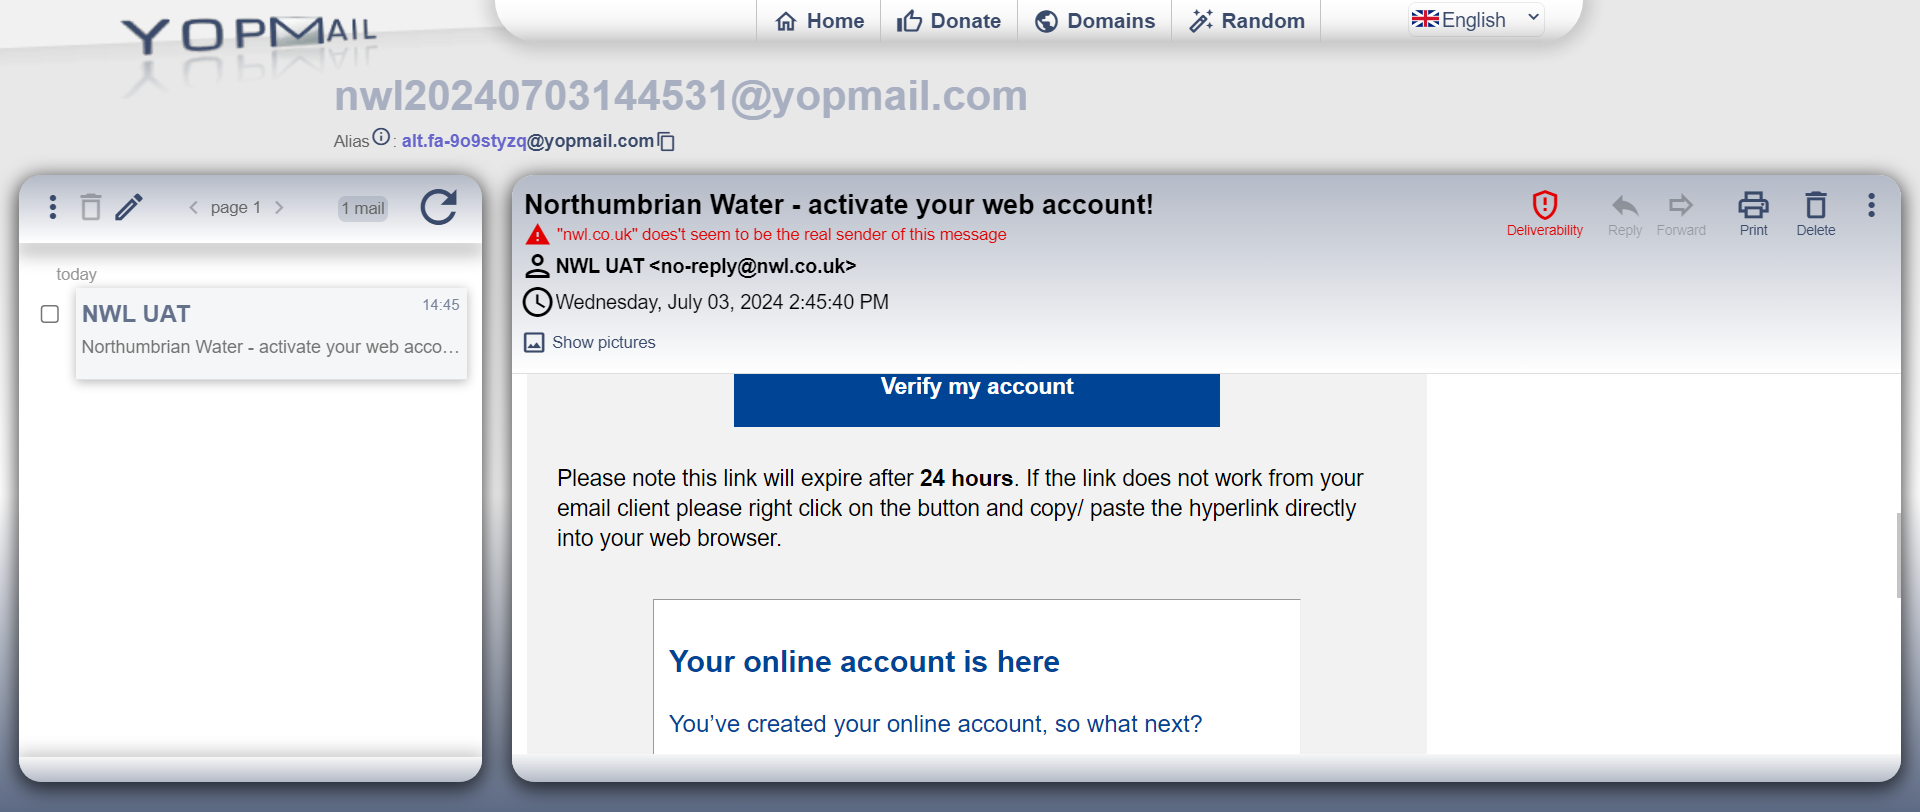 YOPMAIL
Home
Donate
Domains
Random
English
nwl20240703144531@yopmail.com
Alias : alt.fa-9o9styzq@yopmail.com
page 1
1 mail
today
NWL UAT
14:45
Northumbrian Water - activate your web acco...
Northumbrian Water - activate your web account!
"nwl.co.uk" does't seem to be the real sender of this message
NWL UAT <no-reply@nwl.co.uk>
Wednesday, July 03, 2024 2:45:40 PM
Show pictures
Deliverability
Reply
Forward
Print
Delete
Verify my account
Please note this link will expire after 24 hours. If the link does not work from your
email client please right click on the button and copy/ paste the hyperlink directly
into your web browser.
Your online account is here
You’ve created your online account, so what next?